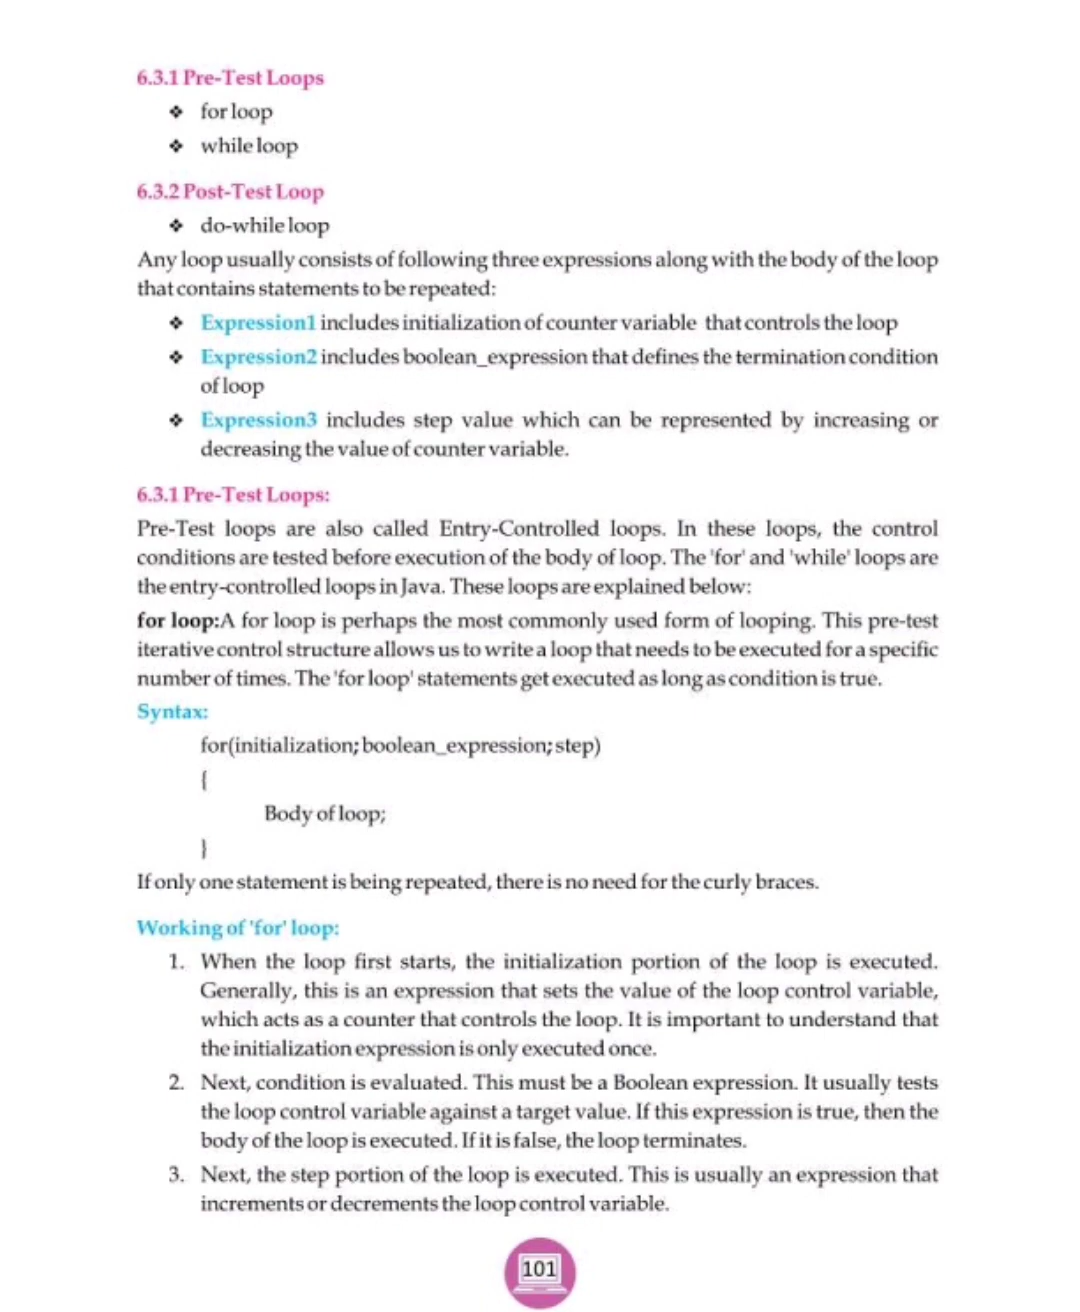 6.3.1 Pre-Test Loops
❖ for loop
❖ while loop
6.3.2 Post-Test Loop
❖ do-while loop
Any loop usually consists of following three expressions along with the body of the loop
that contains statements to be repeated:
❖ Expression1 includes initialization of counter variable that controls the loop
❖ Expression2 includes boolean_expression that defines the termination condition
of loop
❖ Expression3 includes step value which can be represented by increasing or
decreasing the value of counter variable.
6.3.1 Pre-Test Loops:
Pre-Test loops are also called Entry-Controlled loops. In these loops, the control
conditions are tested before execution of the body of loop. The 'for' and 'while' loops are
the entry-controlled loops in Java. These loops are explained below:
for loop:A for loop is perhaps the most commonly used form of looping. This pre-test
iterative control structure allows us to write a loop that needs to be executed for a specific
number of times. The 'for loop' statements get executed as long as condition is true.
Syntax:
for(initialization; boolean_expression; step)
{
Body of loop;
}
If only one statement is being repeated, there is no need for the curly braces.
Working of 'for' loop:
1. When the loop first starts, the initialization portion of the loop is executed.
Generally, this is an expression that sets the value of the loop control variable,
which acts as a counter that controls the loop. It is important to understand that
the initialization expression is only executed once.
2. Next, condition is evaluated. This must be a Boolean expression. It usually tests
the loop control variable against a target value. If this expression is true, then the
body of the loop is executed. If it is false, the loop terminates.
3. Next, the step portion of the loop is executed. This is usually an expression that
increments or decrements the loop control variable.
101